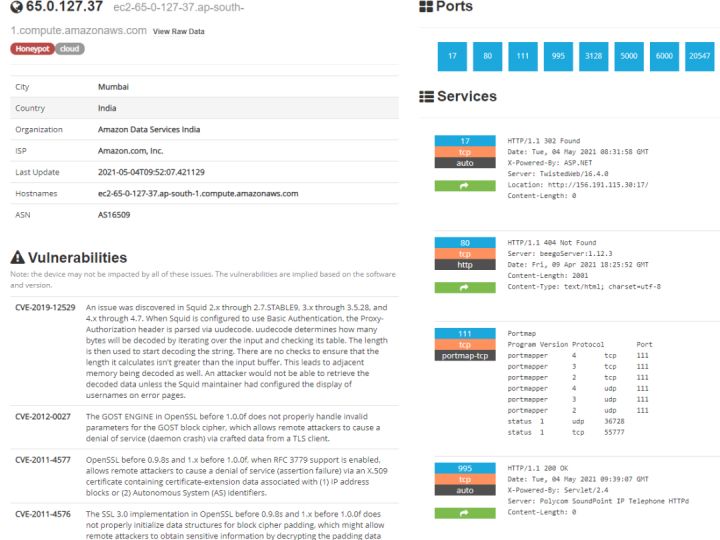 65.0.127.37 ec2-65-0-127-37.ap-south-
1.compute.amazonaws.com View Raw Data
Honeypot cloud
City Mumbai
Country India
Organization Amazon Data Services India
ISP Amazon.com, Inc.
Last Update 2021-05-04T09:52:07.421129
Hostnames ec2-65-0-127-37.ap-south-1.compute.amazonaws.com
ASN AS16509
Vulnerabilities
Note: the device may not be impacted by all of these issues. The vulnerabilities are implied based on the software
and version.
CVE-2019-12529 An issue was discovered in Squid 2.x through 2.7.STABLE9, 3.x through 3.5.28, and
4.x through 4.7. When Squid is configured to use Basic Authentication, the Proxy-
Authorization header is parsed via uudecode. uudecode determines how many
bytes will be decoded by iterating over the input and checking its table. The length
is then used to start decoding the string. There are no checks to ensure that the
length it calculates isn't greater than the input buffer. This leads to adjacent
memory being decoded as well. An attacker would not be able to retrieve the
decoded data unless the Squid maintainer had configured the display of
usernames on error pages.
CVE-2012-0027 The GOST ENGINE in OpenSSL before 1.0.0f does not properly handle invalid
parameters for the GOST block cipher, which allows remote attackers to cause a
denial of service (daemon crash) via crafted data from a TLS client.
CVE-2011-4577 OpenSSL before 0.9.8s and 1.x before 1.0.0f, when RFC 3779 support is enabled,
allows remote attackers to cause a denial of service (assertion failure) via an X.509
certificate containing certificate-extension data associated with (1) IP address
blocks or (2) Autonomous System (AS) identifiers.
CVE-2011-4576 The SSL 3.0 implementation in OpenSSL before 0.9.8s and 1.x before 1.0.0f does
not properly initialize data structures for block cipher padding, which might allow
remote attackers to obtain sensitive information by decrypting the padding data
Ports
17 80 111 995 3128 5000 6000 20547
Services
17
tcp
auto
HTTP/1.1 302 Found
Date: Tue, 04 May 2021 08:31:58 GMT
X-Powered-By: ASP.NET
Server: TwistedWeb/16.4.0
Location: http://156.191.115.30:17/
Content-Length: 0
80
tcp
http
HTTP/1.1 404 Not Found
Server: beegoServer:1.12.3
Date: Fri, 09 Apr 2021 18:25:52 GMT
Content-Length: 2001
Content-Type: text/html; charset=utf-8
111
tcp
portmap-tcp
Portmap
Program Version Protocol Port
portmapper 4 tcp 111
portmapper 3 tcp 111
portmapper 2 tcp 111
portmapper 4 udp 111
portmapper 3 udp 111
portmapper 2 udp 111
status 1 udp 36728
status 1 tcp 55777
995
tcp
auto
HTTP/1.1 200 OK
Date: Tue, 04 May 2021 09:39:07 GMT
X-Powered-By: Servlet/2.4
Server: Polycom SoundPoint IP Telephone HTTPd
Content-Length: 0